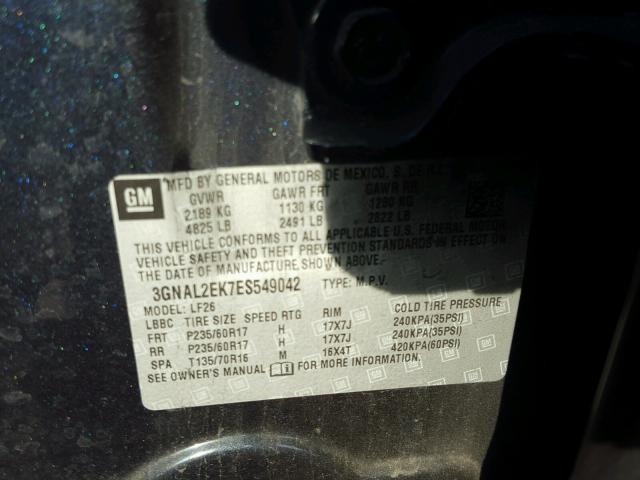 GM
MFD BY GENERAL MOTORS DE MEXICO, S. DE R.L.
GVWR GAWR FRT GAWR RR
2189 KG 1130 KG 1280 KG
4825 LB 2491 LB 2822 LB
THIS VEHICLE CONFORMS TO ALL APPLICABLE U.S. FEDERAL MOTOR
VEHICLE SAFETY AND THEFT PREVENTION STANDARDS IN EFFECT
ON THE DATE OF MANUFACTURE SHOWN ABOVE.
3GNAL2EK7ES549042 TYPE: M.P.V.
MODEL: LF26
LBBC TIRE SIZE SPEED RTG RIM COLD TIRE PRESSURE
FRT P235/60R17 H 17X7J 240KPA(35PSI)
RR P235/60R17 H 17X7J 240KPA(35PSI)
SPA T135/70R16 M 16X4T 420KPA(60PSI)
SEE OWNER'S MANUAL FOR MORE INFORMATION